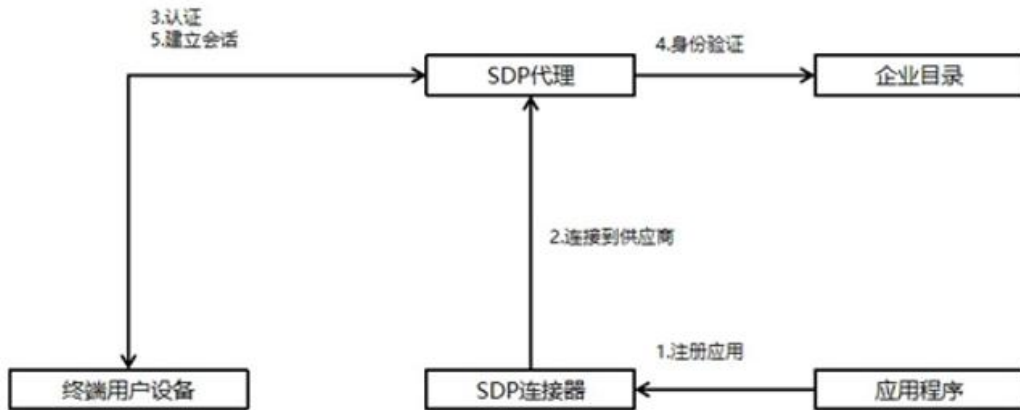 3.认证
5.建立会话
4.身份验证
SDP代理
企业目录
2.连接到供应商
1.注册应用
终端用户设备
SDP连接器
应用程序